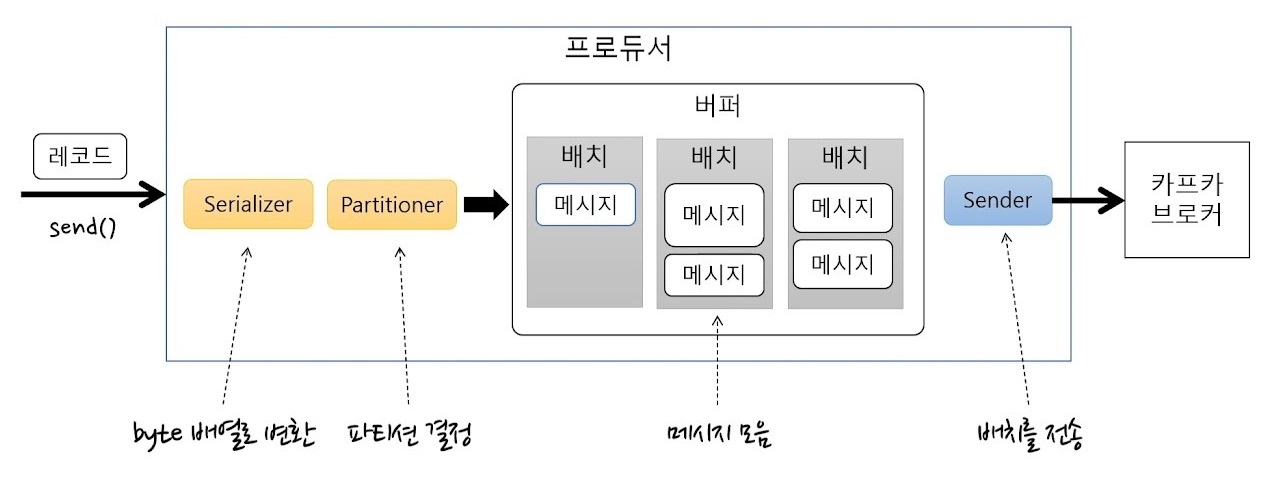 프로듀서
버퍼
레코드
send()
Serializer
Partitioner
배치
메시지
배치
메시지
메시지
배치
메시지
메시지
Sender
카프카
브로커
byte 배열로 변환
파티션 결정
메시지 모음
배치를 전송